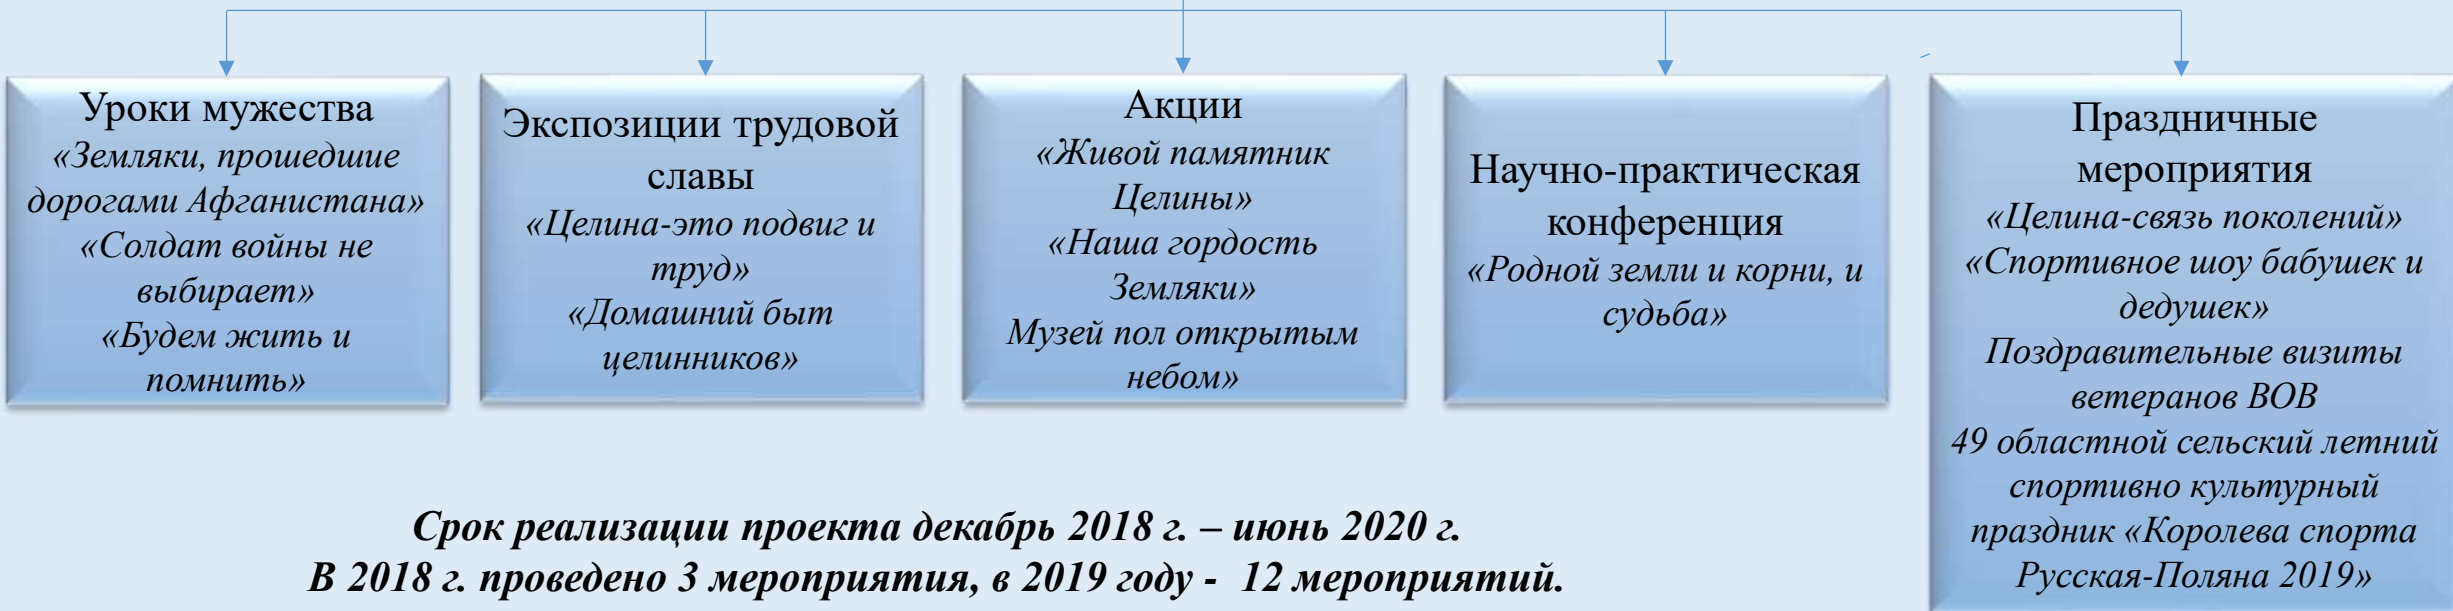 Уроки мужества
«Земляки, прошедшие
дорогами Афганистана»
«Солдат войны не
выбирает»
«Будем жить и
помнить»
Экспозиции трудовой
славы
«Целина-это подвиг и
труд»
«Домашний быт
целинников»
Акции
«Живой памятник
Целины»
«Наша гордость
Земляки»
Музей пол открытым
небом»
Научно-практическая
конференция
«Родной земли и корни, и
судьба»
Праздничные
мероприятия
«Целина-связь поколений»
«Спортивное шоу бабушек и
дедушек»
Поздравительные визиты
ветеранов ВОВ
49 областной сельский летний
спортивно культурный
праздник «Королева спорта
Русская-Поляна 2019»
Срок реализации проекта декабрь 2018 г. – июнь 2020 г.
В 2018 г. проведено 3 мероприятия, в 2019 году - 12 мероприятий.